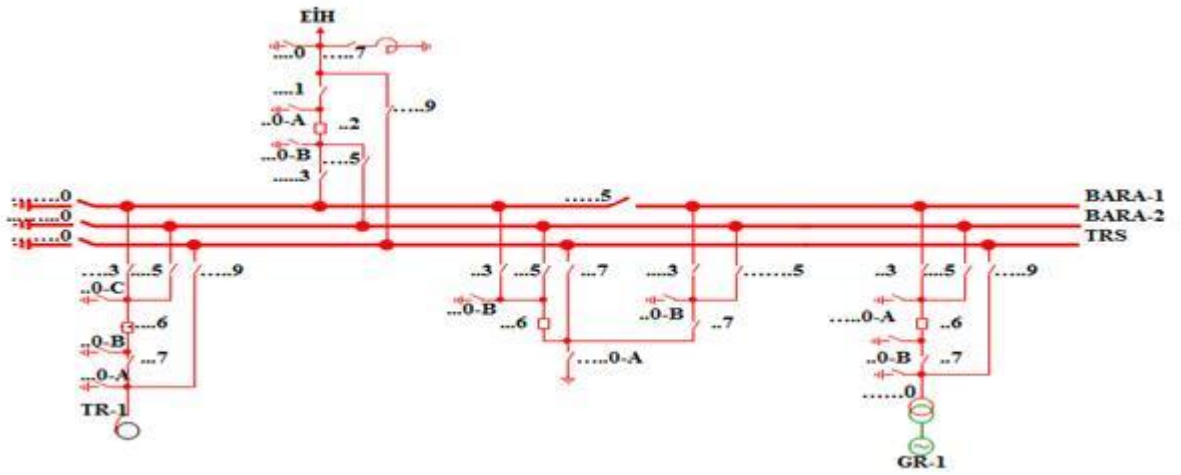 EİH
....0 .....7
....1
.....9
..0-A
..2
...0-B ....5
......3
.......0 .....5 BARA-1
.........0 BARA-2
.....0 TRS
.....3 ...5 .....9 ..3 ...5 ...7 ....3 .......5 ..3 ...5 .....9
..0-C
...0-B ..0-B .....0-A
....6 ...6 ..7 ..6
..0-B
...7 .....0-A ..0-B ..7
...0-A
......0
TR-1
GR-1